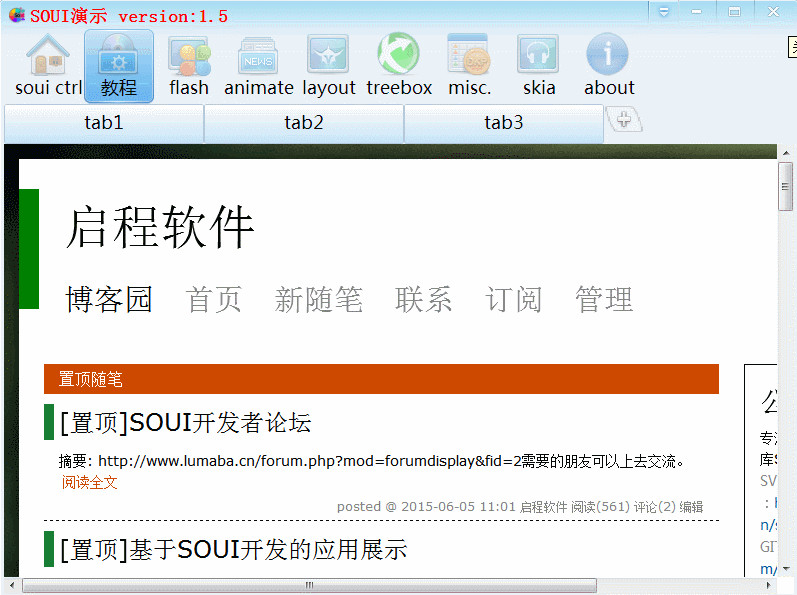 SOUI演示 version:1.5
soui ctrl 教程 flash animate layout treebox misc. skia about
NEWS
tab1 tab2 tab3
启程软件
博客园 首页 新随笔 联系 订阅 管理
置顶随笔
[置顶]SOUI开发者论坛
摘要: http://www.lumaba.cn/forum.php?mod=forumdisplay&fid=2需要的朋友可以上去交流。
阅读全文
posted @ 2015-06-05 11:01 启程软件 阅读(561) 评论(2) 编辑
[置顶]基于SOUI开发的应用展示